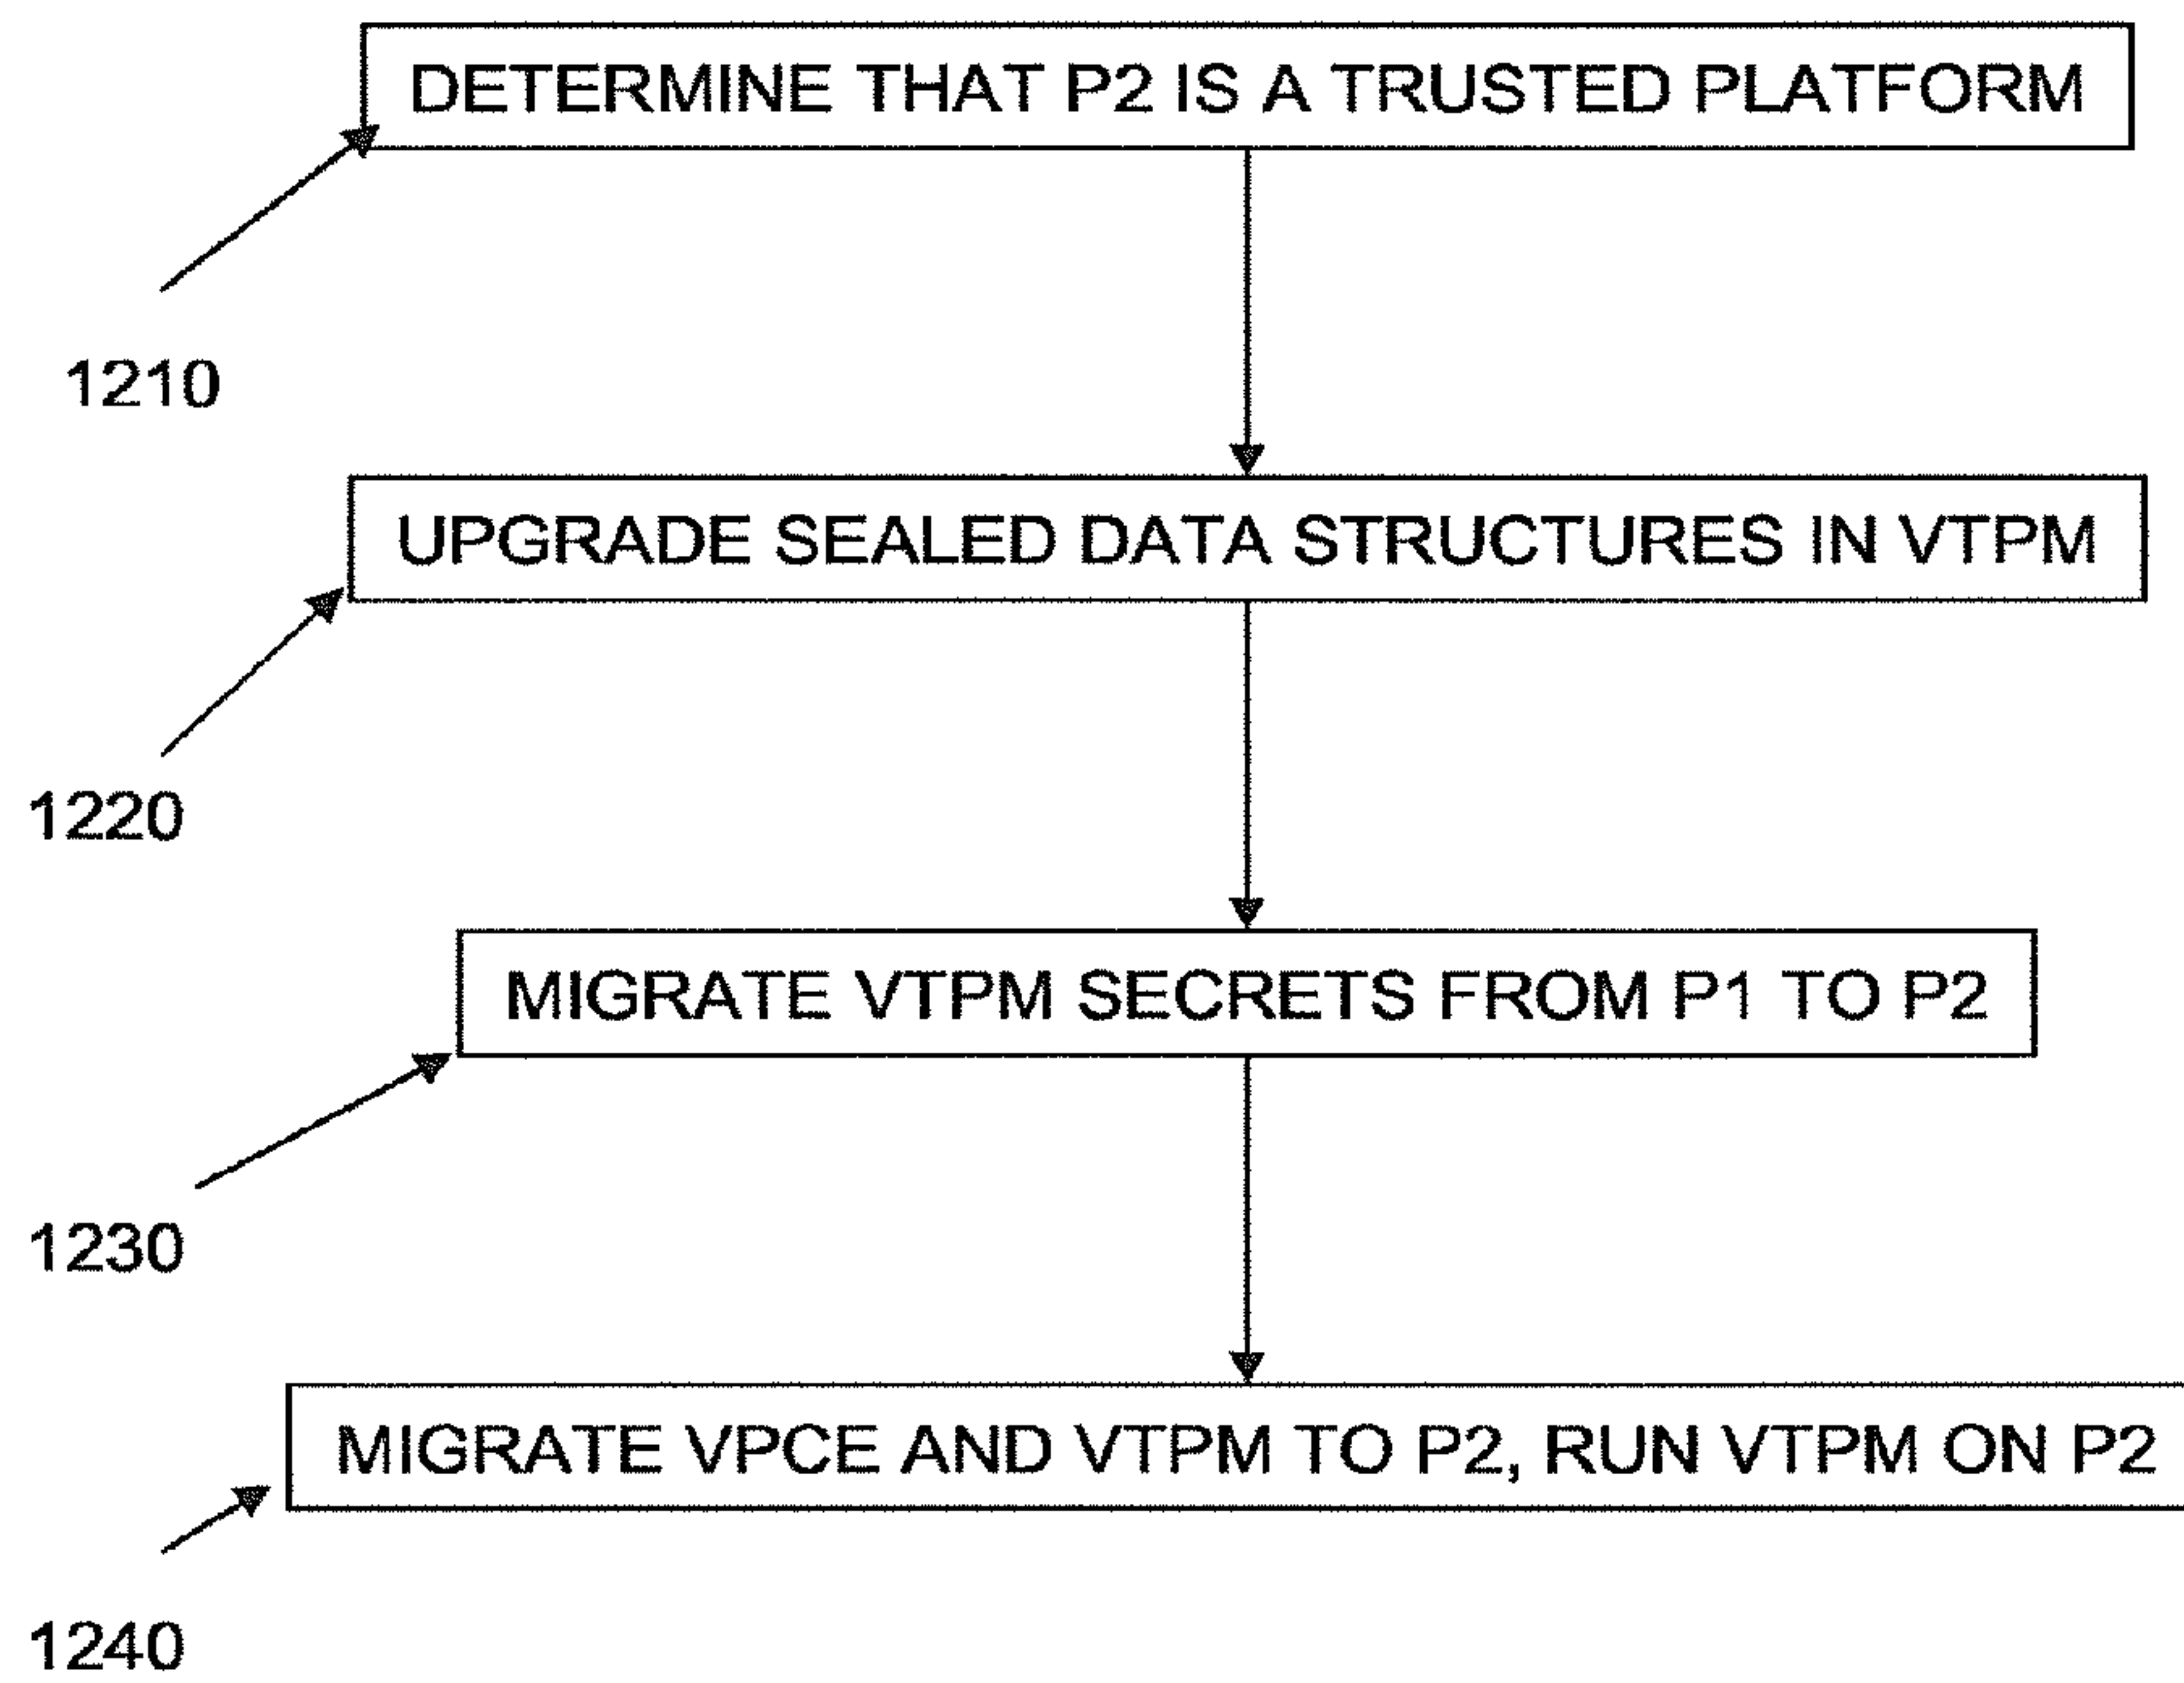 DETERMINE THAT P2 IS A TRUSTED PLATFORM
1210
UPGRADE SEALED DATA STRUCTURES IN VTPM
1220
MIGRATE VTPM SECRETS FROM P1 TO P2
1230
MIGRATE VPCE AND VTPM TO P2, RUN VTPM ON P2
1240